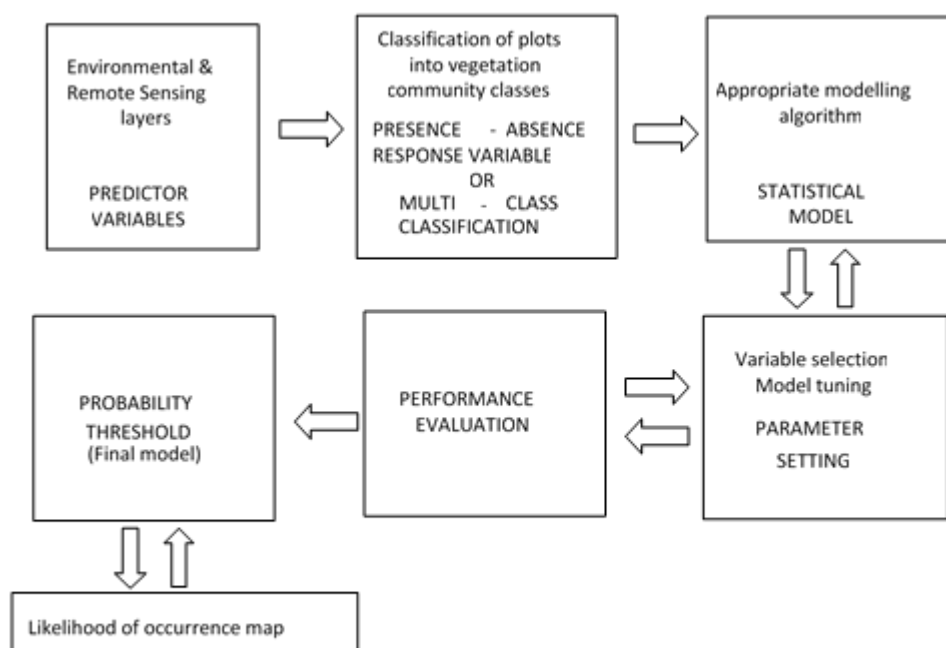 Environmental &
Remote Sensing
layers
PREDICTOR
VARIABLES
Classification of plots
into vegetation
community classes
PRESENCE - ABSENCE
RESPONSE VARIABLE
OR
MULTI - CLASS
CLASSIFICATION
Appropriate modelling
algorithm
STATISTICAL
MODEL
Variable selection
Model tuning
PARAMETER
SETTING
PERFORMANCE
EVALUATION
PROBABILITY
THRESHOLD
(Final model)
Likelihood of occurrence map